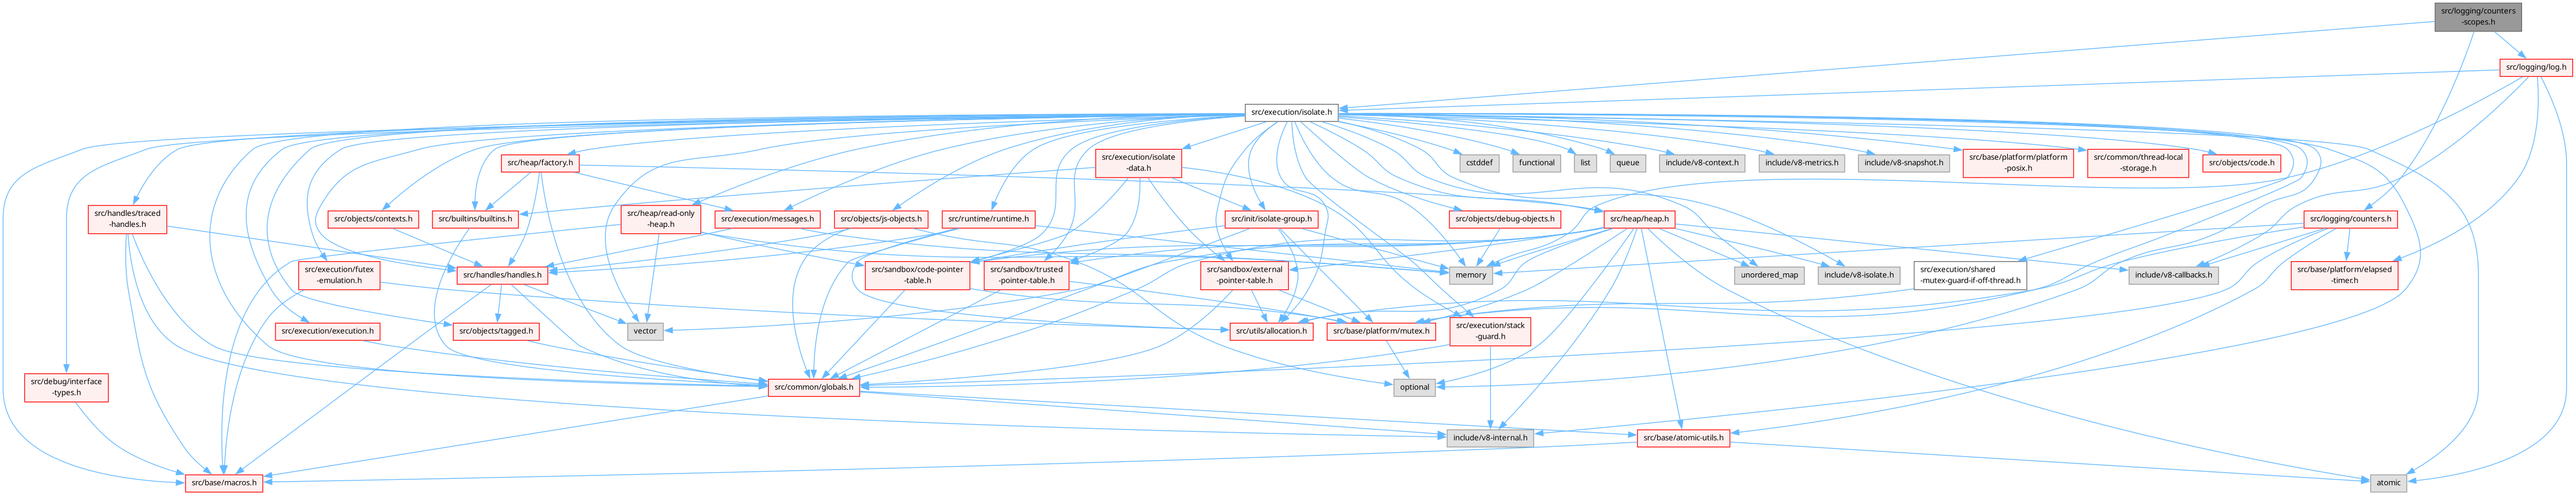 src/logging/counters
-scopes.h
src/logging/log.h
src/execution/isolate.h
src/heap/factory.h
src/execution/isolate
-data.h
cstddef
functional
list
queue
include/v8-context.h
include/v8-metrics.h
include/v8-snapshot.h
src/base/platform/platform
-posix.h
src/common/thread-local
-storage.h
src/objects/code.h
src/handles/traced
-handles.h
src/objects/contexts.h
src/builtins/builtins.h
src/heap/read-only
-heap.h
src/execution/messages.h
src/objects/js-objects.h
src/runtime/runtime.h
src/init/isolate-group.h
src/objects/debug-objects.h
src/heap/heap.h
src/logging/counters.h
src/execution/futex
-emulation.h
src/handles/handles.h
src/sandbox/code-pointer
-table.h
src/sandbox/trusted
-pointer-table.h
src/sandbox/external
-pointer-table.h
memory
unordered_map
include/v8-isolate.h
src/execution/shared
-mutex-guard-if-off-thread.h
include/v8-callbacks.h
src/base/platform/elapsed
-timer.h
src/execution/execution.h
src/objects/tagged.h
vector
src/utils/allocation.h
src/base/platform/mutex.h
src/execution/stack
-guard.h
src/debug/interface
-types.h
src/common/globals.h
optional
include/v8-internal.h
src/base/atomic-utils.h
src/base/macros.h
atomic